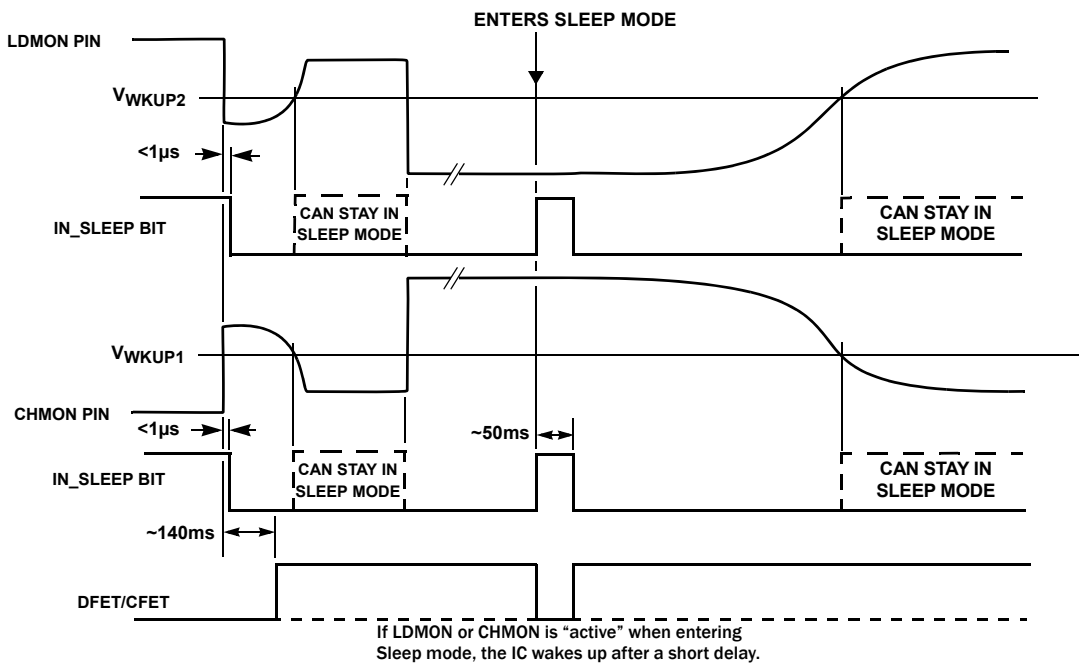 ENTERS SLEEP MODE
LDMON PIN
VWKUP2
<1µs
IN_SLEEP BIT
CAN STAY IN
SLEEP MODE
CAN STAY IN
SLEEP MODE
VWKUP1
CHMON PIN
<1µs
~50ms
IN_SLEEP BIT
CAN STAY IN
SLEEP MODE
CAN STAY IN
SLEEP MODE
~140ms
DFET/CFET
If LDMON or CHMON is “active” when entering
Sleep mode, the IC wakes up after a short delay.